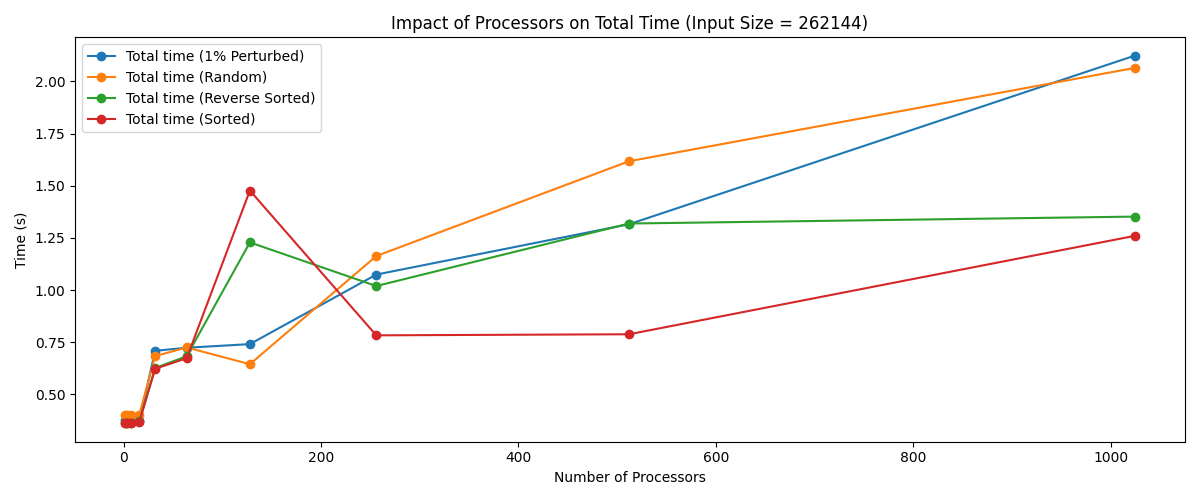 Impact of Processors on Total Time (Input Size = 262144)
Total time (1% Perturbed)
Total time (Random)
Total time (Reverse Sorted)
Total time (Sorted)
Time (s)
2.00
1.75
1.50
1.25
1.00
0.75
0.50
0 200 400 600 800 1000
Number of Processors